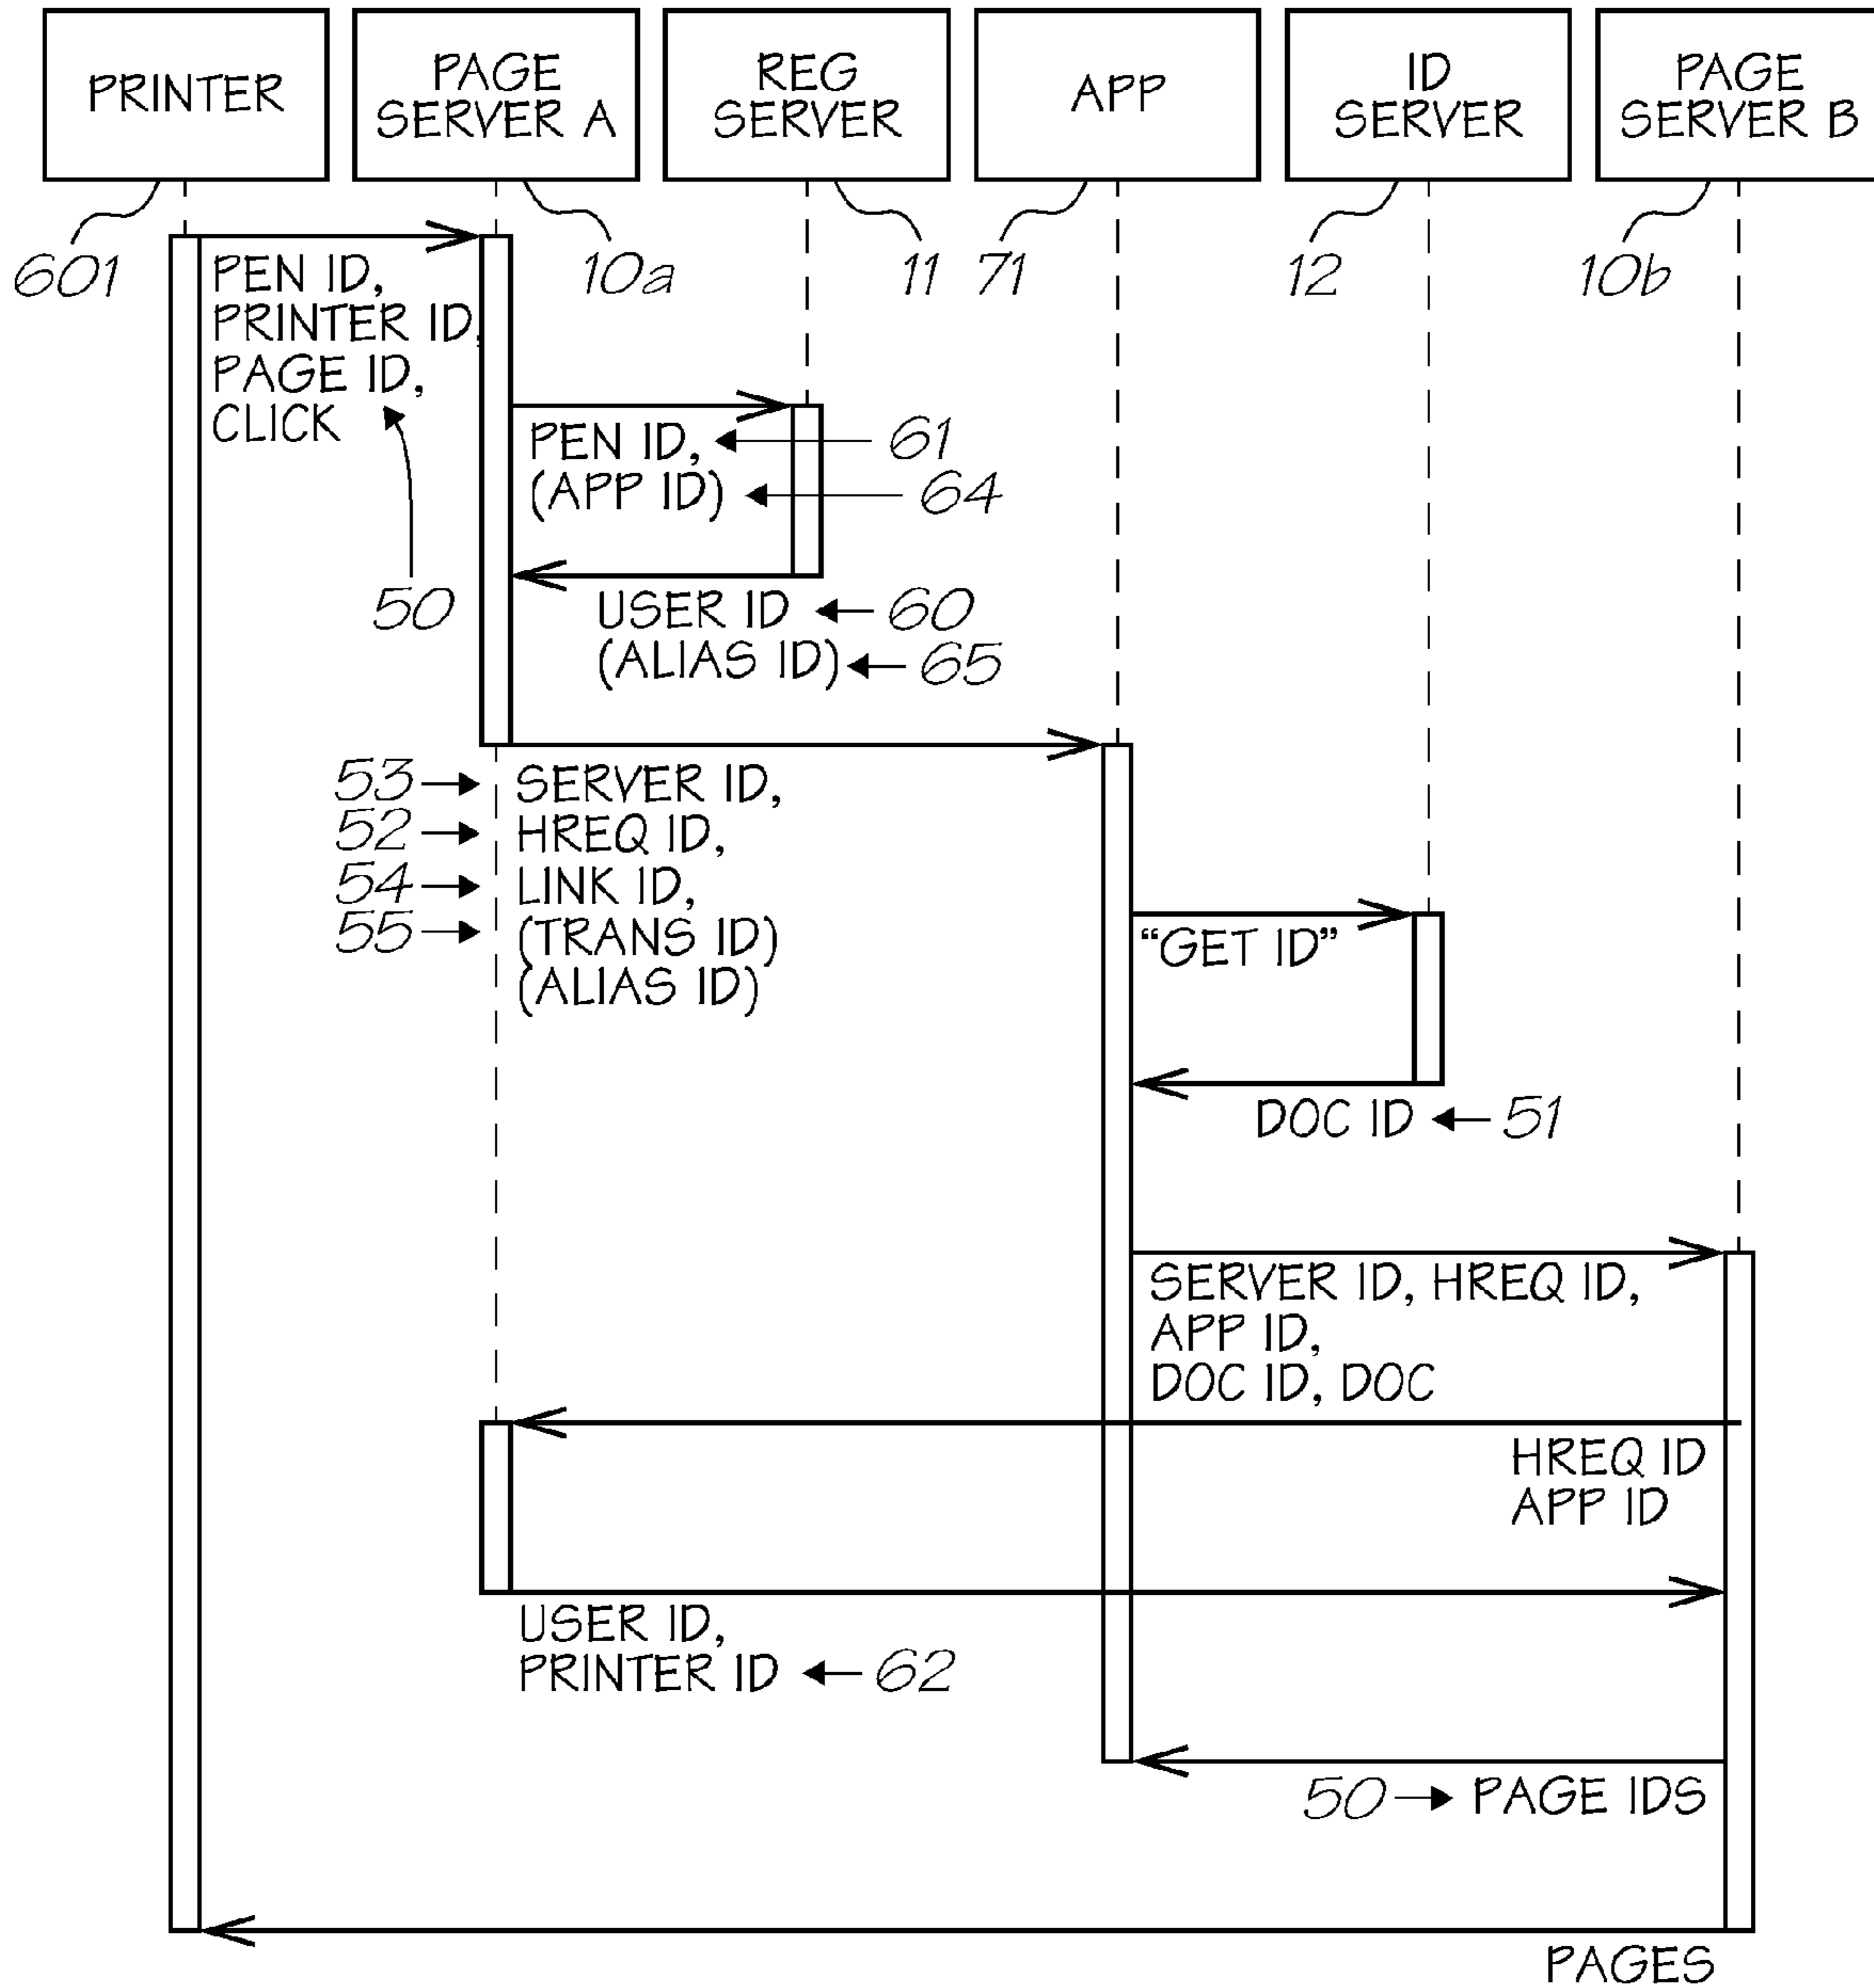 PRINTER
PAGE
SERVER A
REG
SERVER
APP
ID
SERVER
PAGE
SERVER B
601
10a
11
71
12
10b
PEN ID,
PRINTER ID,
PAGE ID,
CLICK
50
PEN ID,
61
(APP ID)
64
USER ID
60
(ALIAS ID)
65
53
SERVER ID,
52
HREQ ID,
54
LINK ID,
55
(TRANS ID)
(ALIAS ID)
“GET ID”
DOC ID
51
SERVER ID, HREQ ID,
APP ID,
DOC ID, DOC
HREQ ID
APP ID
USER ID,
PRINTER ID
62
50
PAGE IDS
PAGES